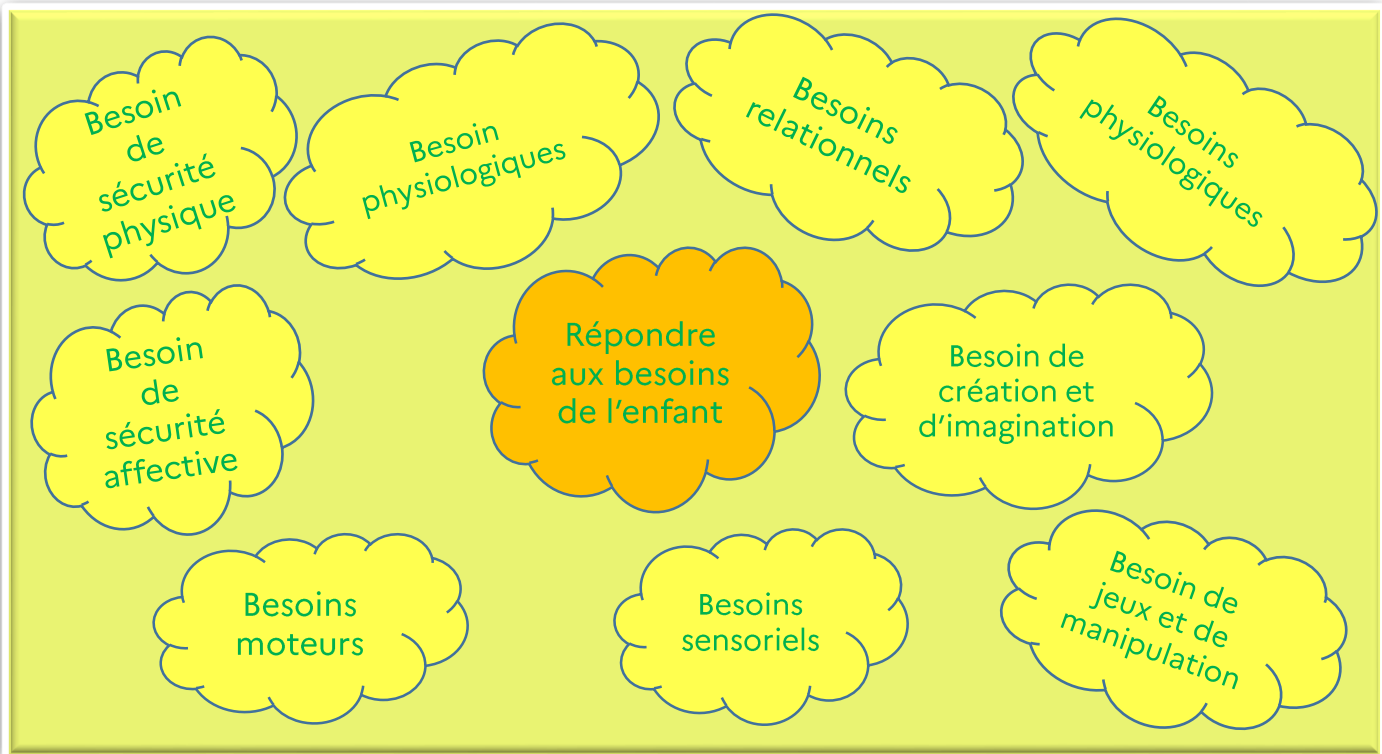 Besoin
de
sécurité
physique
Besoin
physiologiques
Besoins
relationnels
Besoins
physiologiques
Besoin
de
sécurité
affective
Répondre
aux besoins
de l'enfant
Besoin de
création et
d'imagination
Besoins
moteurs
Besoins
sensoriels
Besoin de
jeux et de
manipulation